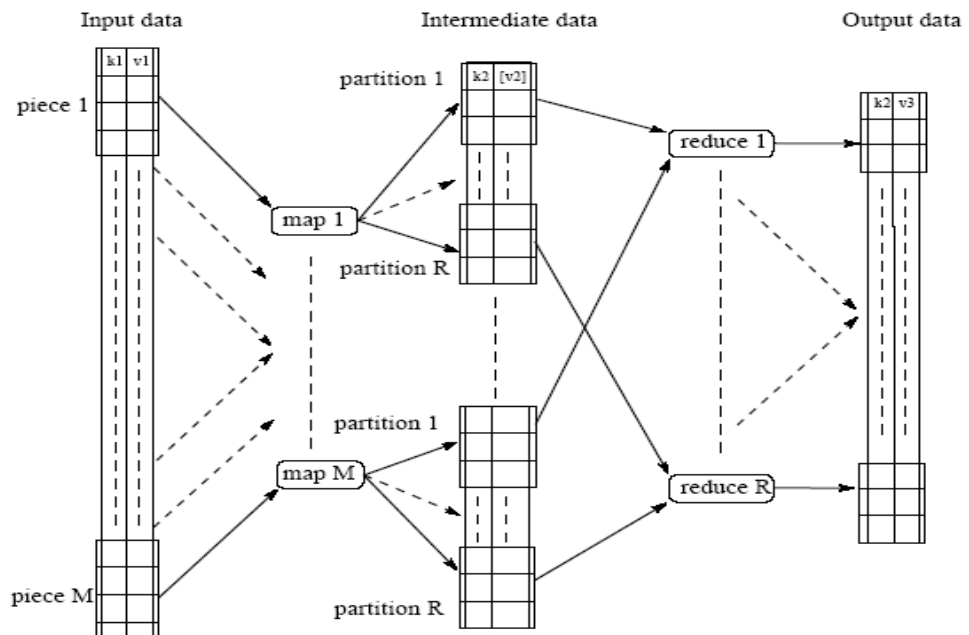 Input data
Intermediate data
Output data
k1 v1
piece 1
partition 1
k2 [v2]
k2 v3
reduce 1
map 1
partition R
partition 1
map M
reduce R
piece M
partition R